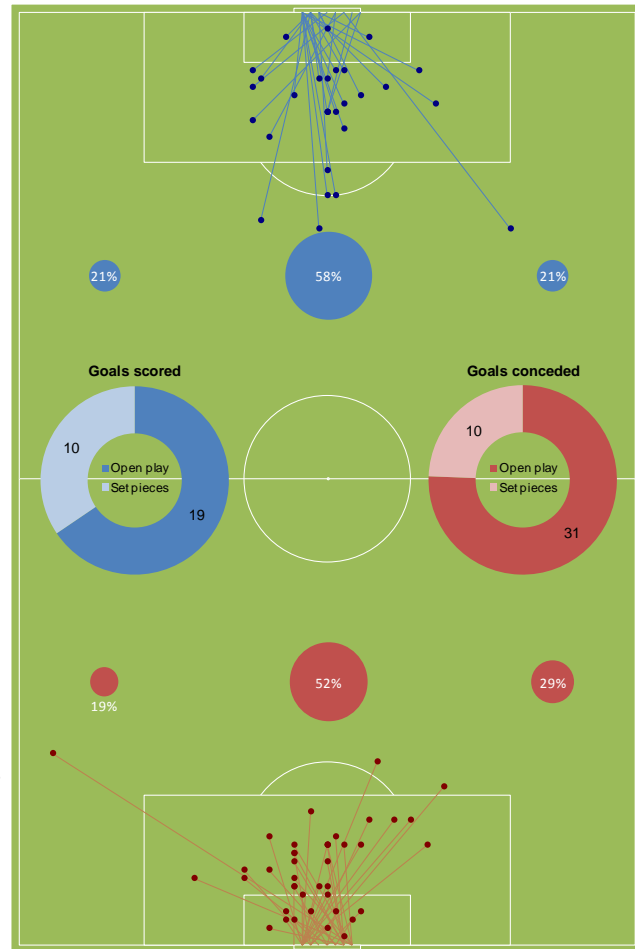 21%
58%
21%
Goals scored
Goals conceded
10
Open play
Set pieces
19
10
Open play
Set pieces
31
19%
52%
29%